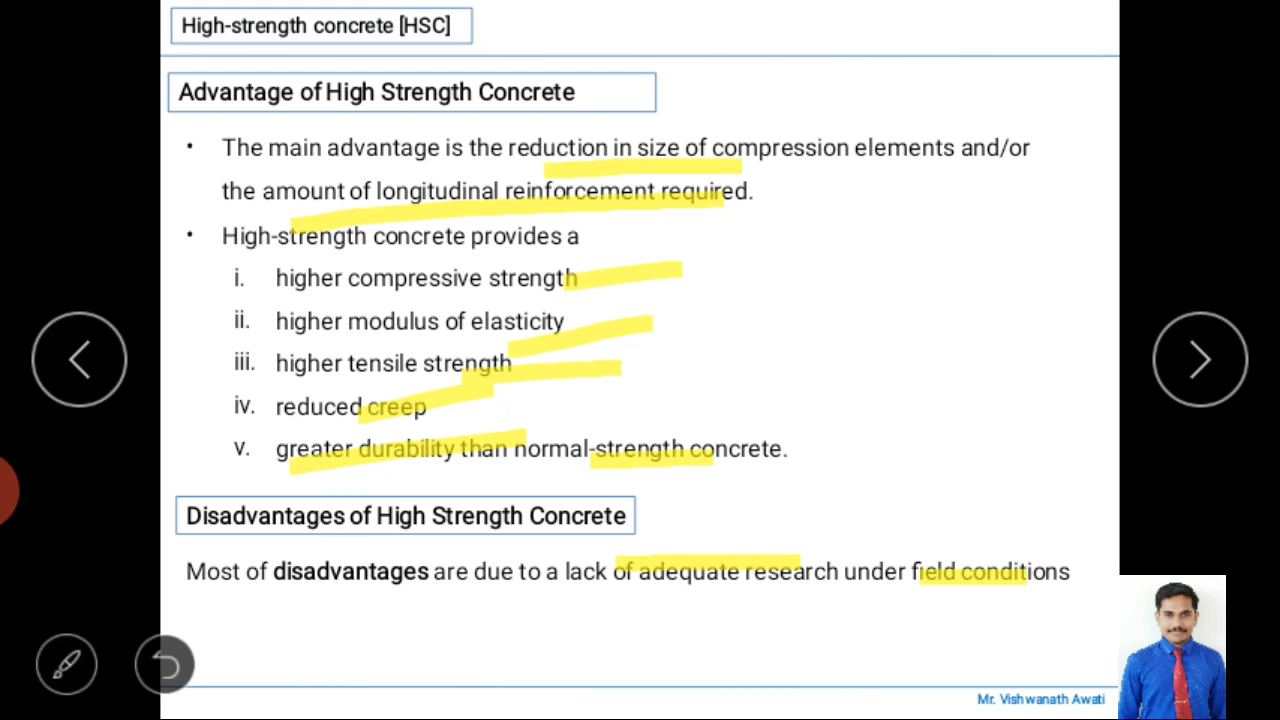 High-strength concrete [HSC]
Advantage of High Strength Concrete
• The main advantage is the reduction in size of compression elements and/or
the amount of longitudinal reinforcement required.
• High-strength concrete provides a
i. higher compressive strength
ii. higher modulus of elasticity
iii. higher tensile strength
iv. reduced creep
v. greater durability than normal-strength concrete.
Disadvantages of High Strength Concrete
Most of disadvantages are due to a lack of adequate research under field conditions
Mr. Vishwanath Awati